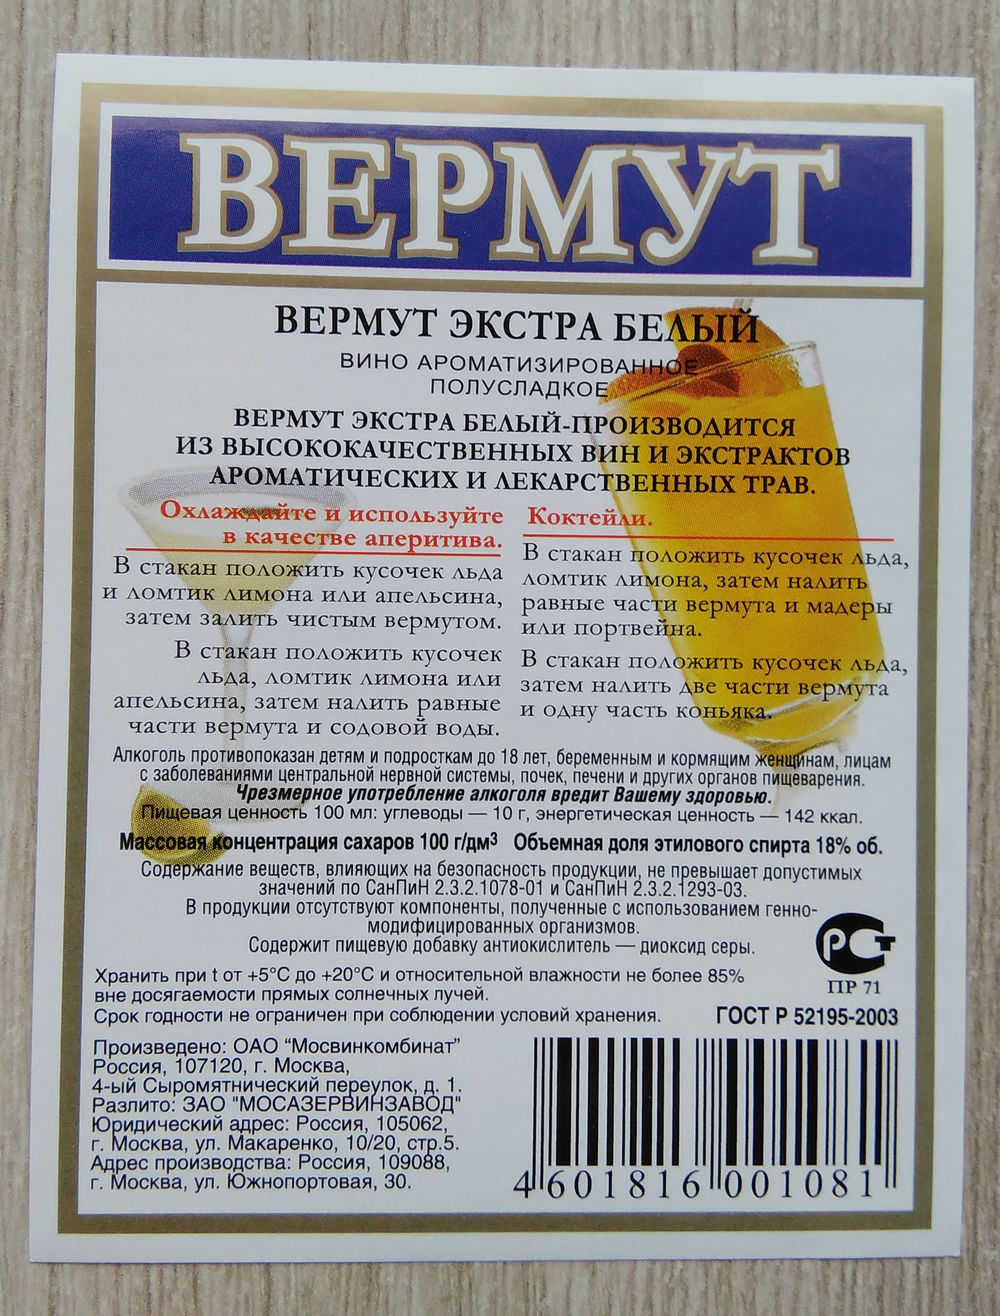 ВЕРМУТ
ВЕРМУТ ЭКСТРА БЕЛЫЙ
ВИНО АРОМАТИЗИРОВАННОЕ
ПОЛУСЛАДКОЕ
ВЕРМУТ ЭКСТРА БЕЛЫЙ-ПРОИЗВОДИТСЯ
ИЗ ВЫСОКОКАЧЕСТВЕННЫХ ВИН И ЭКСТРАКТОВ
АРОМАТИЧЕСКИХ И ЛЕКАРСТВЕННЫХ ТРАВ.
Охлаждайте и используйте
в качестве аперитива.
В стакан положить кусочек льда
и ломтик лимона или апельсина,
затем залить чистым вермутом.
В стакан положить кусочек
льда, ломтик лимона или
апельсина, затем налить равные
части вермута и содовой воды.
Коктейли.
В стакан положить кусочек льда,
ломтик лимона, затем налить
равные части вермута и мадеры
или портвейна.
В стакан положить кусочек льда,
затем налить две части вермута
и одну часть коньяка.
Алкоголь противопоказан детям и подросткам до 18 лет, беременным и кормящим женщинам, лицам
с заболеваниями центральной нервной системы, почек, печени и других органов пищеварения.
Чрезмерное употребление алкоголя вредит Вашему здоровью.
Пищевая ценность 100 мл: углеводы — 10 г, энергетическая ценность — 142 ккал.
Массовая концентрация сахаров 100 г/дм³ Объемная доля этилового спирта 18% об.
Содержание веществ, влияющих на безопасность продукции, не превышает допустимых
значений по СанПиН 2.3.2.1078-01 и СанПиН 2.3.2.1293-03.
В продукции отсутствуют компоненты, полученные с использованием генно-
модифицированных организмов.
Содержит пищевую добавку антиокислитель — диоксид серы.
РСТ
ПР 71
Хранить при t от +5°С до +20°С и относительной влажности не более 85%
вне досягаемости прямых солнечных лучей.
Срок годности не ограничен при соблюдении условий хранения.
ГОСТ Р 52195-2003
Произведено: ОАО “Мосвинкомбинат”
Россия, 107120, г. Москва,
4-ый Сыромятнический переулок, д. 1.
Разлито: ЗАО "МОСАЗЕРВИНЗАВОД"
Юридический адрес: Россия, 105062,
г. Москва, ул. Макаренко, 10/20, стр.5.
Адрес производства: Россия, 109088,
г. Москва, ул. Южнопортовая, 30.
4 601816 001081